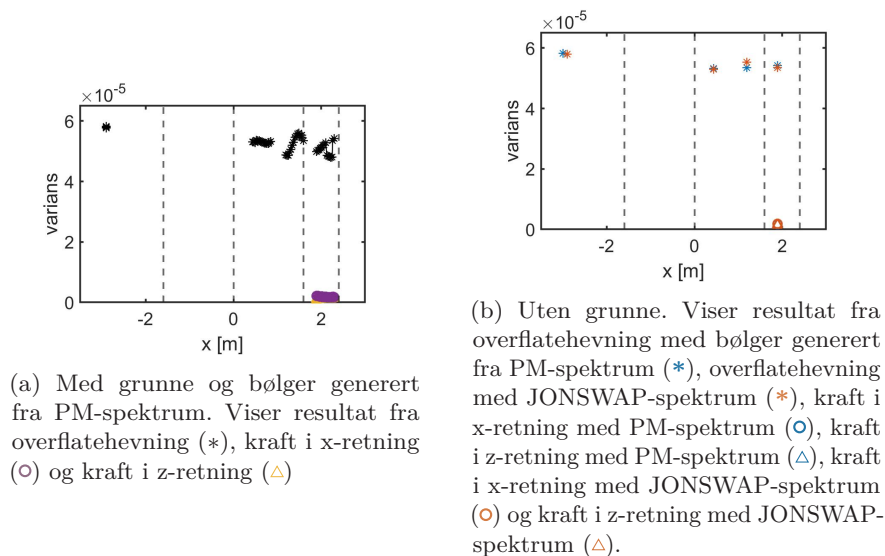 ×10⁻⁵
6
4
2
0
varians
-2
0
2
x [m]
(a) Med grunne og bølger generert
fra PM-spektrum. Viser resultat fra
overflatehevning (*), kraft i x-retning
(○) og kraft i z-retning (△)
×10⁻⁵
6
4
2
0
varians
-2
0
2
x [m]
(b) Uten grunne. Viser resultat fra
overflatehevning med bølger generert
fra PM-spektrum (*), overflatehevning
med JONSWAP-spektrum (*), kraft i
x-retning med PM-spektrum (○), kraft
i z-retning med PM-spektrum (△), kraft
i x-retning med JONSWAP-spektrum
(○) og kraft i z-retning med JONSWAP-
spektrum (△).